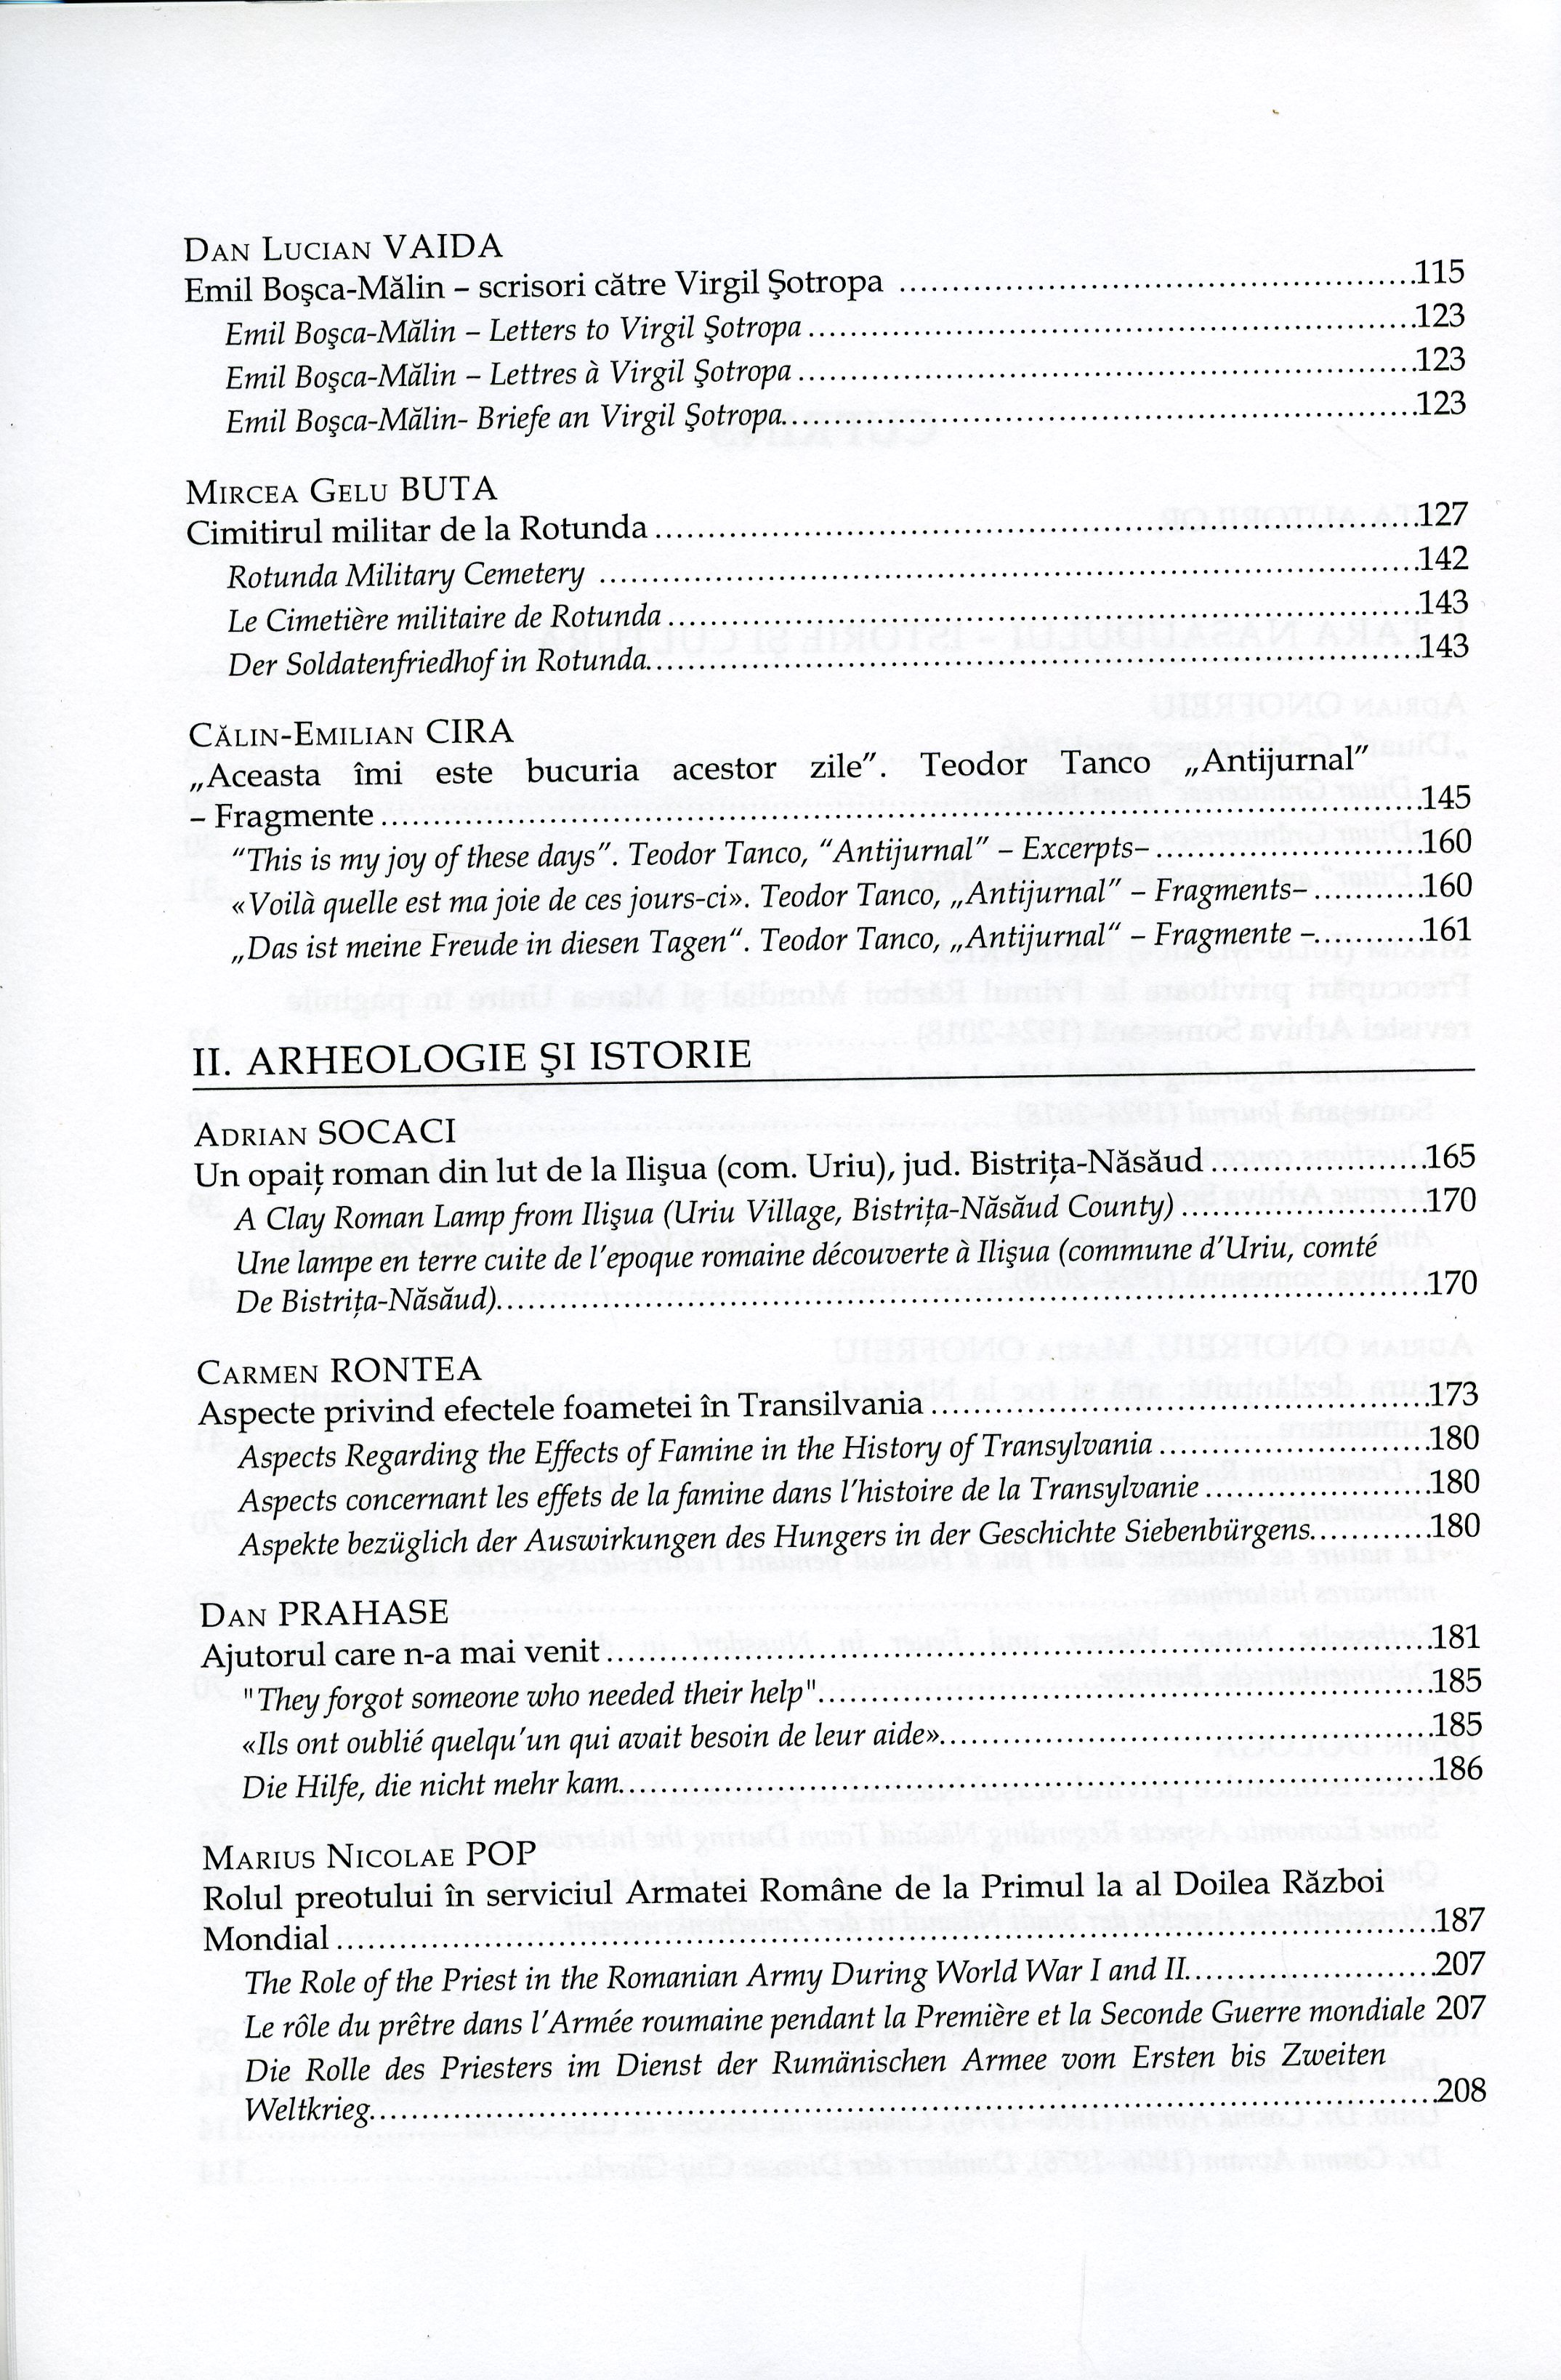 DAN LUCIAN VAIDA
Emil Boşca-Mălin – scrisori către Virgil Şotropa ..........115
Emil Boşca-Mălin – Letters to Virgil Şotropa ..........123
Emil Boşca-Mălin – Lettres à Virgil Şotropa ..........123
Emil Boşca-Mălin- Briefe an Virgil Şotropa..........123
MIRCEA GELU BUTA
Cimitirul militar de la Rotunda ..........127
Rotunda Military Cemetery ..........142
Le Cimetière militaire de Rotunda ..........143
Der Soldatenfriedhof in Rotunda..........143
CĂLIN-EMILIAN CIRA
„Aceasta îmi este bucuria acestor zile”. Teodor Tanco „Antijurnal”
– Fragmente ..........145
“This is my joy of these days”. Teodor Tanco, “Antijurnal” – Excerpts– ..........160
«Voilà quelle est ma joie de ces jours-ci». Teodor Tanco, „Antijurnal” – Fragments– ..........160
„Das ist meine Freude in diesen Tagen“. Teodor Tanco, „Antijurnal“ – Fragmente –..........161
II. ARHEOLOGIE ŞI ISTORIE
ADRIAN SOCACI
Un opaiţ roman din lut de la Ilişua (com. Uriu), jud. Bistriţa-Năsăud ..........165
A Clay Roman Lamp from Ilişua (Uriu Village, Bistriţa-Năsăud County) ..........170
Une lampe en terre cuite de l’epoque romaine découverte à Ilişua (commune d’Uriu, comté
De Bistriţa-Năsăud)..........170
CARMEN RONTEA
Aspecte privind efectele foametei în Transilvania ..........173
Aspects Regarding the Effects of Famine in the History of Transylvania ..........180
Aspects concernant les effets de la famine dans l’histoire de la Transylvanie ..........180
Aspekte bezüglich der Auswirkungen des Hungers in der Geschichte Siebenbürgens..........180
DAN PRAHASE
Ajutorul care n-a mai venit ..........181
"They forgot someone who needed their help"..........185
«Ils ont oublié quelqu’un qui avait besoin de leur aide»..........185
Die Hilfe, die nicht mehr kam..........186
MARIUS NICOLAE POP
Rolul preotului în serviciul Armatei Române de la Primul la al Doilea Război
Mondial ..........187
The Role of the Priest in the Romanian Army During World War I and II..........207
Le rôle du prêtre dans l’Armée roumaine pendant la Première et la Seconde Guerre mondiale 207
Die Rolle des Priesters im Dienst der Rumänischen Armee vom Ersten bis Zweiten
Weltkrieg..........208